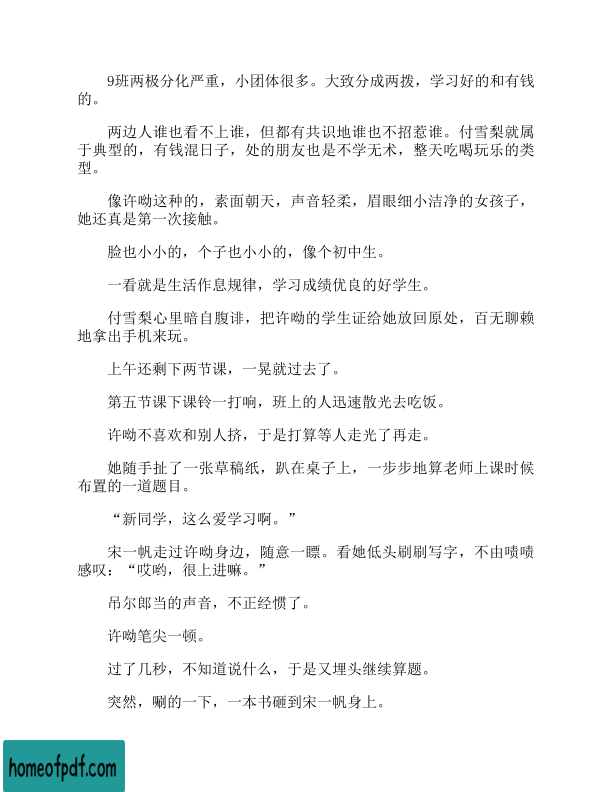 9班两极分化严重，小团体很多。大致分成两拨，学习好的和有钱
的。
两边人谁也看不上谁，但都有共识地谁也不招惹谁。付雪梨就属
于典型的，有钱混日子，处的朋友也是不学无术，整天吃喝玩乐的类
型。
像许呦这种的，素面朝天，声音轻柔，眉眼细小洁净的女孩子，
她还真是第一次接触。
脸也小小的，个子也小小的，像个初中生。
一看就是生活作息规律，学习成绩优良的好学生。
付雪梨心里暗自腹诽，把许呦的学生证给她放回原处，百无聊赖
地拿出手机来玩。
上午还剩下两节课，一晃就过去了。
第五节课下课铃一打响，班上的人迅速散光去吃饭。
许呦不喜欢和别人挤，于是打算等人走光了再走。
她随手扯了一张草稿纸，趴在桌子上，一步步地算老师上课时候
布置的一道题目。
“新同学，这么爱学习啊。”
宋一帆走过许呦身边，随意一瞟。看她低头刷刷写字，不由啧啧
感叹：“哎哟，很上进嘛。”
吊尔郎当的声音，不正经惯了。
许呦笔尖一顿。
过了几秒，不知道说什么，于是又埋头继续算题。
突然，唰的一下，一本书砸到宋一帆身上。
homeofpdf.com